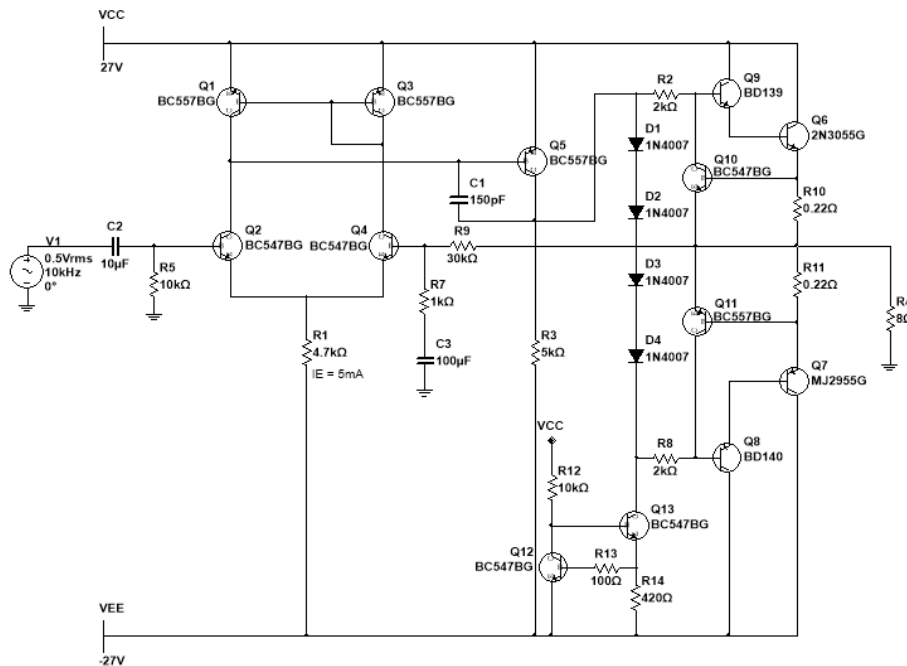 VCC
27V
Q1
BC557BG
Q3
BC557BG
Q5
BC557BG
C1
150pF
R2
2kΩ
Q9
BD139
Q6
2N3055G
D1
1N4007
Q10
BC547BG
D2
1N4007
R10
0.22Ω
V1
0.5Vrms
10kHz
0°
C2
10µF
R5
10kΩ
Q2
BC547BG
Q4
BC547BG
R9
30kΩ
R7
1kΩ
C3
100µF
R1
4.7kΩ
IE = 5mA
R3
5kΩ
D3
1N4007
Q11
BC557BG
R11
0.22Ω
R4
8Ω
D4
1N4007
Q7
MJ2955G
VCC
R12
10kΩ
R8
2kΩ
Q8
BD140
Q13
BC547BG
Q12
BC547BG
R13
100Ω
R14
420Ω
VEE
-27V